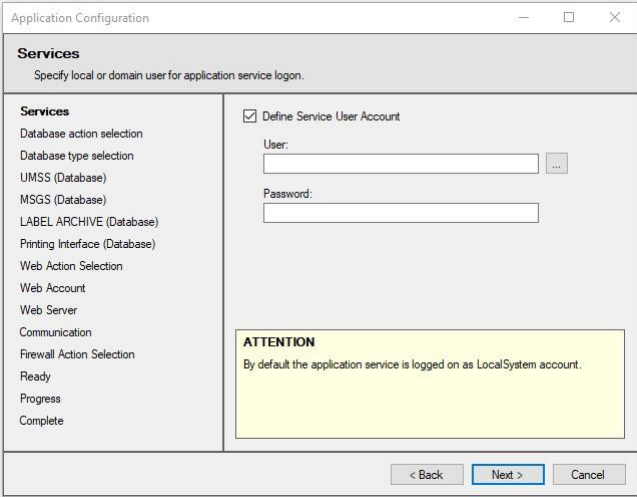 Application Configuration
Services
Specify local or domain user for application service logon.
Services
Database action selection
Database type selection
UMSS (Database)
MSGS (Database)
LABEL ARCHIVE (Database)
Printing Interface (Database)
Web Action Selection
Web Account
Web Server
Communication
Firewall Action Selection
Ready
Progress
Complete
Define Service User Account
User:
...
Password:
ATTENTION
By default the application service is logged on as LocalSystem account.
< Back
Next >
Cancel